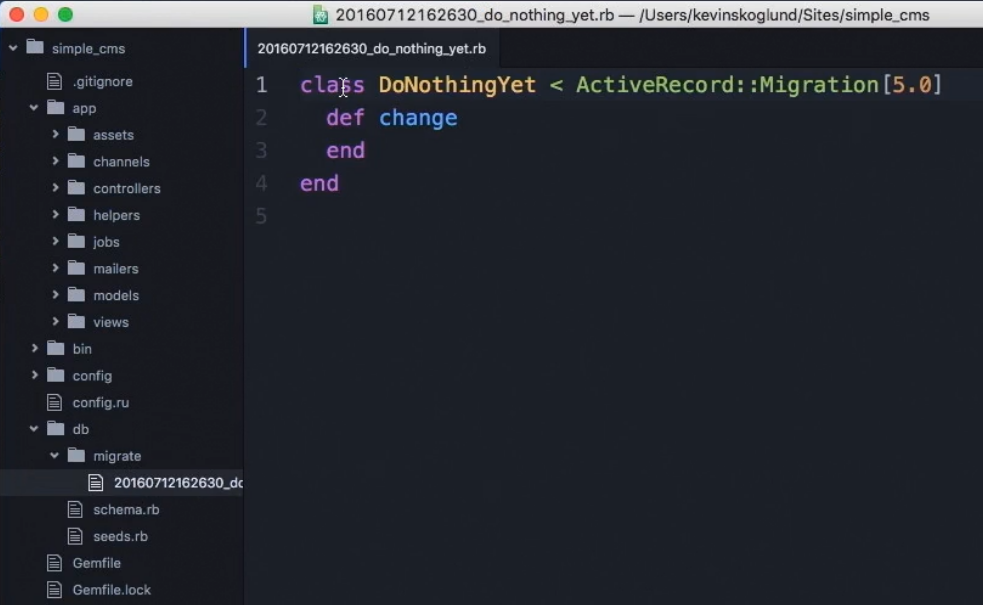 20160712162630_do_nothing_yet.rb — /Users/kevinskoglund/Sites/simple_cms
simple_cms
.gitignore
app
assets
channels
controllers
helpers
jobs
mailers
models
views
bin
config
config.ru
db
migrate
20160712162630_do
schema.rb
seeds.rb
Gemfile
Gemfile.lock
20160712162630_do_nothing_yet.rb
1 class DoNothingYet < ActiveRecord::Migration[5.0]
2 def change
3 end
4 end
5